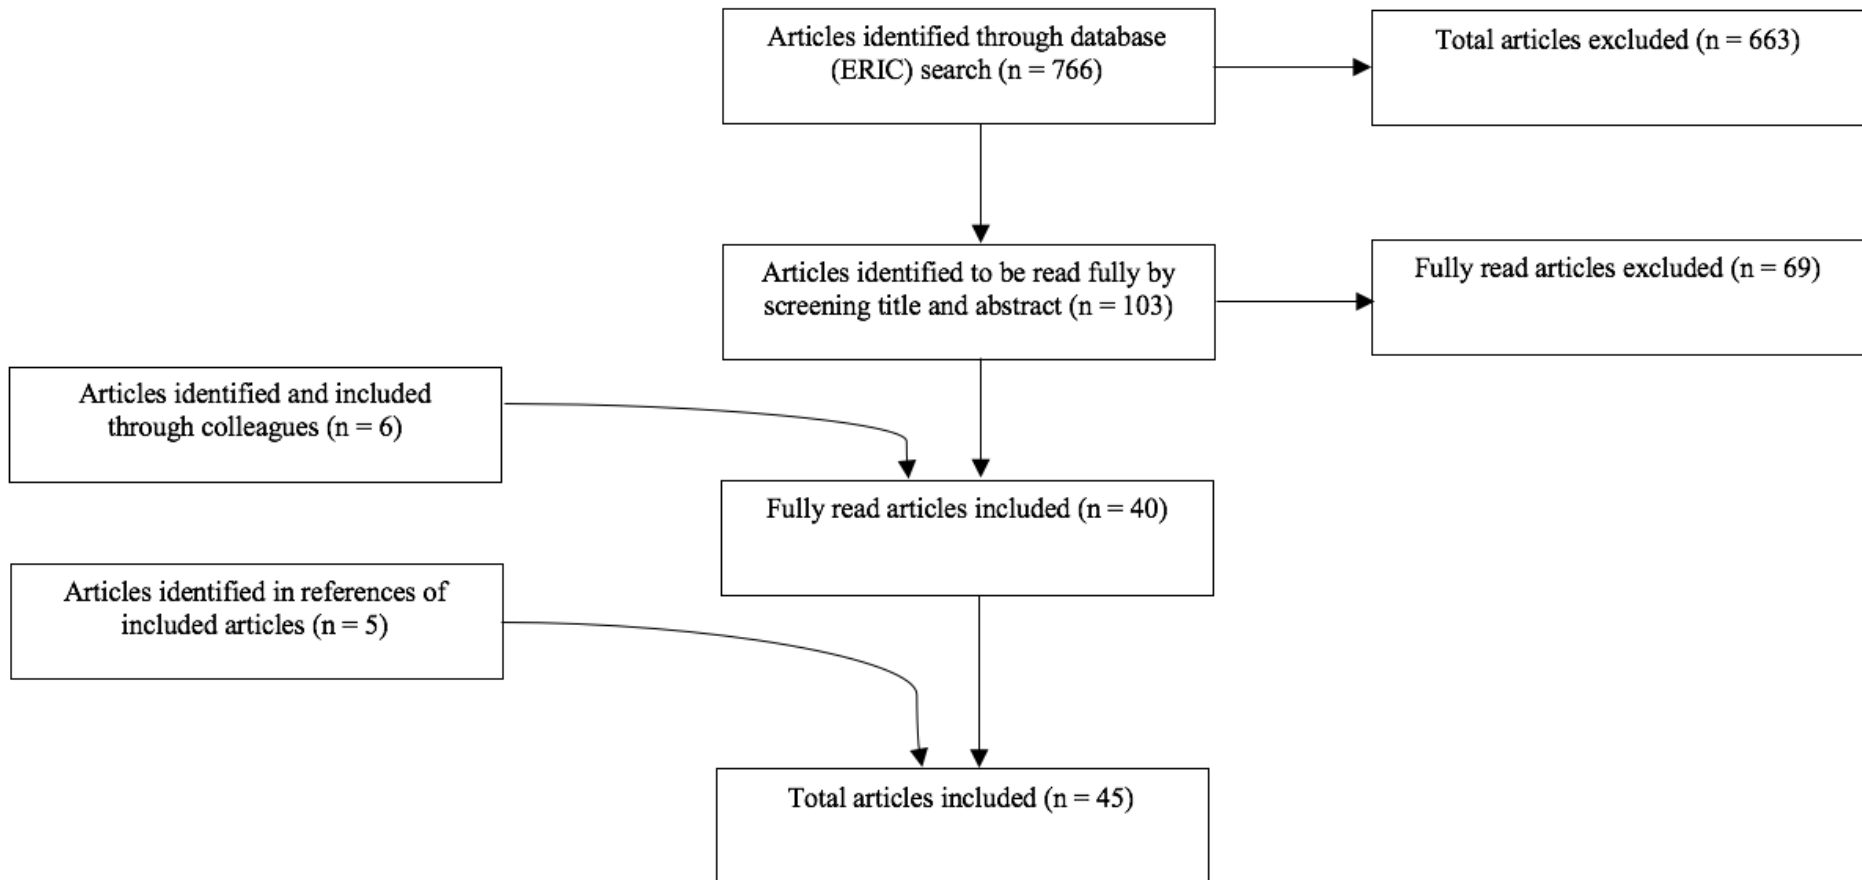 Articles identified through database
(ERIC) search (n = 766)
Total articles excluded (n = 663)
Articles identified to be read fully by
screening title and abstract (n = 103)
Fully read articles excluded (n = 69)
Articles identified and included
through colleagues (n = 6)
Fully read articles included (n = 40)
Articles identified in references of
included articles (n = 5)
Total articles included (n = 45)